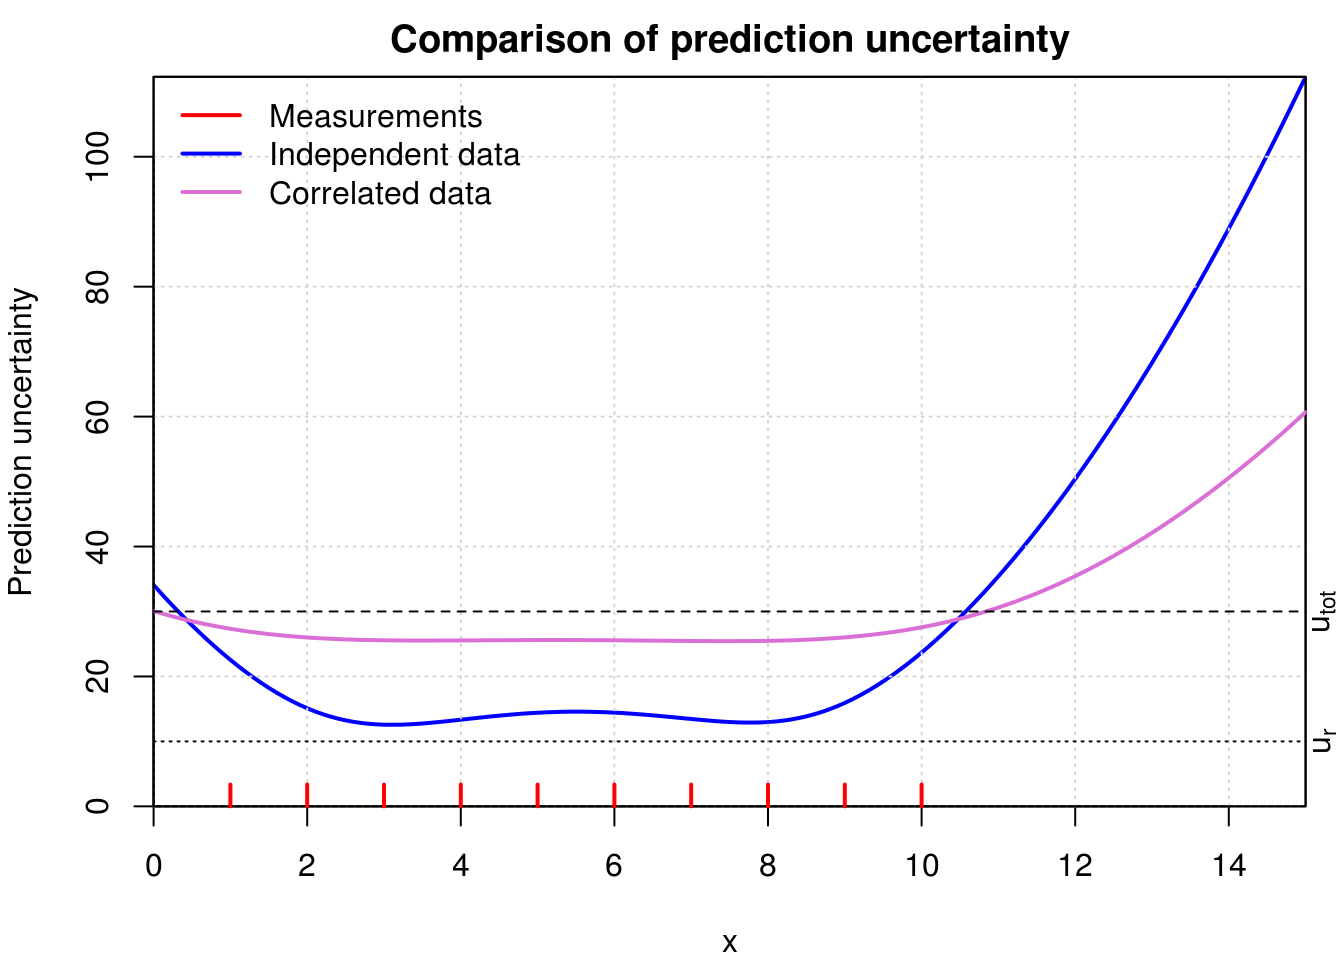 Comparison of prediction uncertainty
Measurements
Independent data
Correlated data
Prediction uncertainty
100
80
60
40
20
0
u_tot
u_r
0 2 4 6 8 10 12 14
x